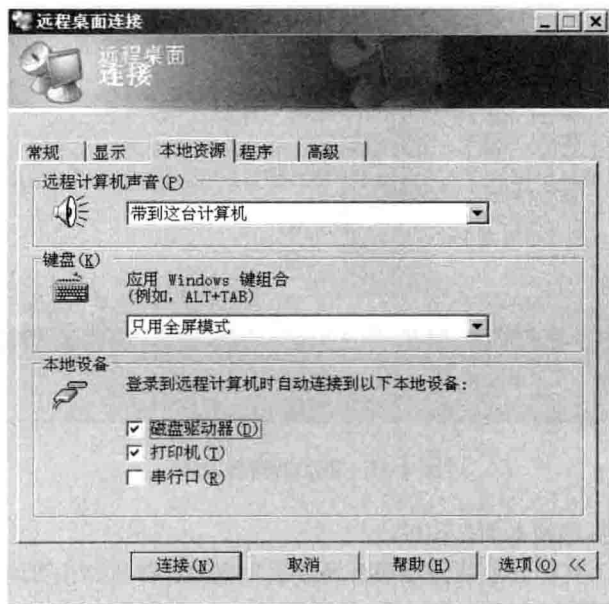 远程桌面连接
远程桌面
连接
常规 显示 本地资源 程序 高级
远程计算机声音(P)
带到这台计算机
键盘(K)
应用 Windows 键组合
(例如, ALT+TAB)
只用全屏模式
本地设备
登录到远程计算机时自动连接到以下本地设备:
磁盘驱动器(D)
打印机(T)
串行口(R)
连接(N) 取消 帮助(H) 选项(O) <<